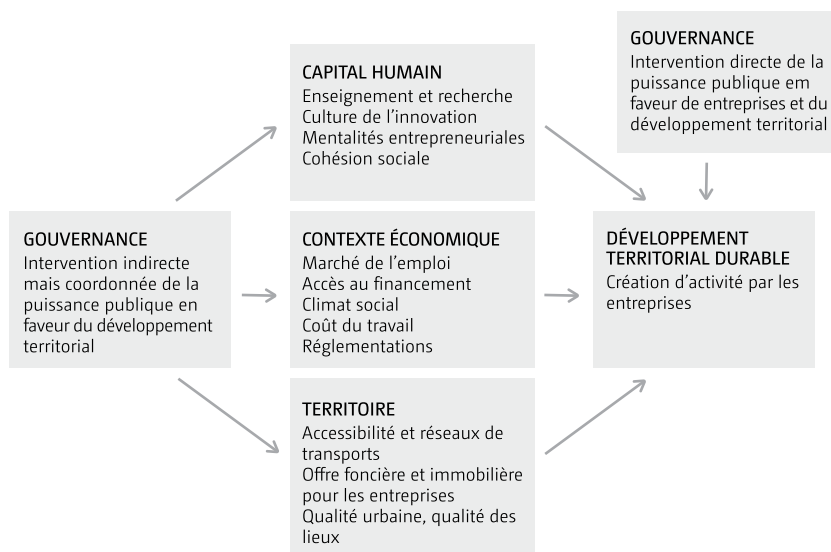 GOUVERNANCE
Intervention indirecte
mais coordonnée de la
puissance publique en
faveur du développement
territorial
CAPITAL HUMAIN
Enseignement et recherche
Culture de l'innovation
Mentalités entrepreneuriales
Cohésion sociale
CONTEXTE ÉCONOMIQUE
Marché de l'emploi
Accès au financement
Climat social
Coût du travail
Réglementations
TERRITOIRE
Accessibilité et réseaux de
transports
Offre foncière et immobilière
pour les entreprises
Qualité urbaine, qualité des
lieux
GOUVERNANCE
Intervention directe de la
puissance publique em
faveur de entreprises et du
développement territorial
DÉVELOPPEMENT
TERRITORIAL DURABLE
Création d'activité par les
entreprises